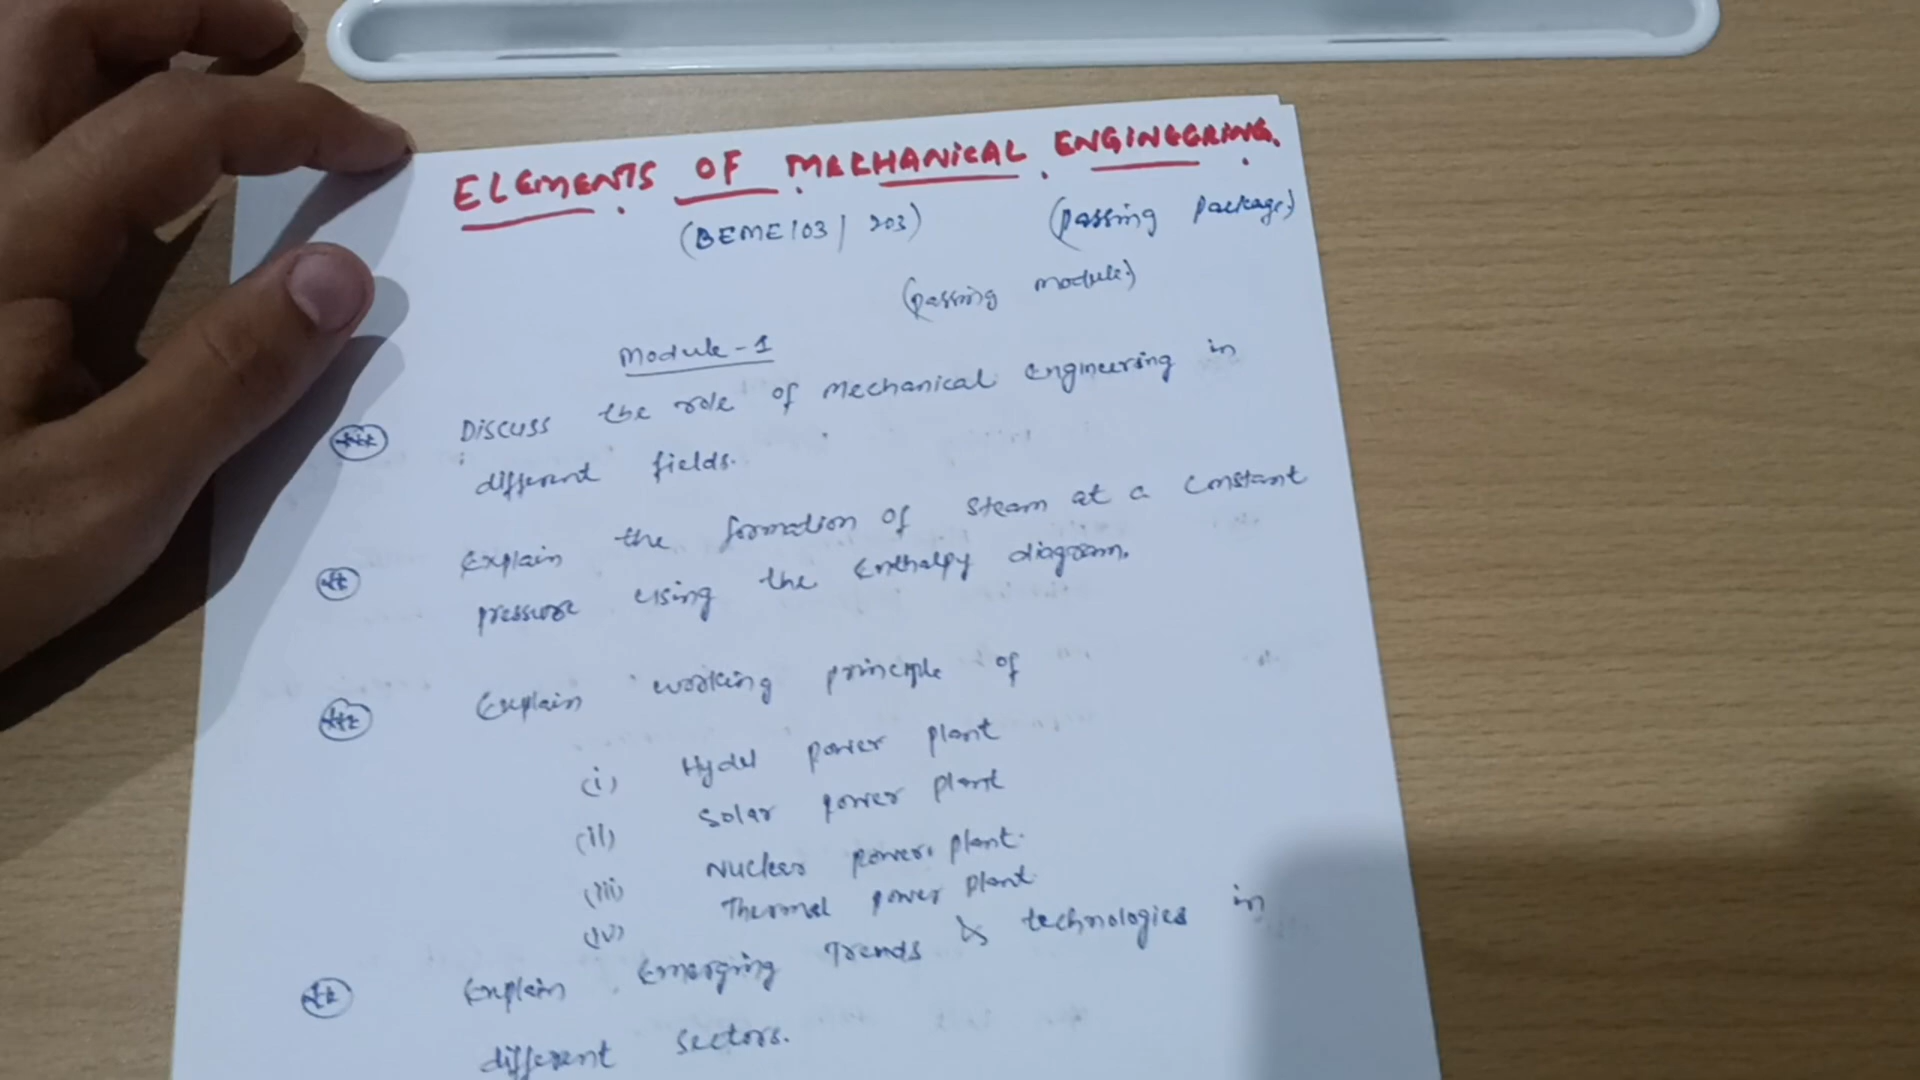 ELEMENTS OF MECHANICAL ENGINEERING.
(BEME103 / 203) (passing package)
(passing module)
Module - 1
*** Discuss the role of Mechanical Engineering in
different fields.
** Explain the formation of steam at a constant
pressure using the Enthalpy diagram.
*** Explain working principle of
(i) Hydel power plant
(ii) Solar power plant
(iii) Nuclear power plant.
(iv) Thermal power plant
** Explain Emerging Trends & technologies in
different sectors.